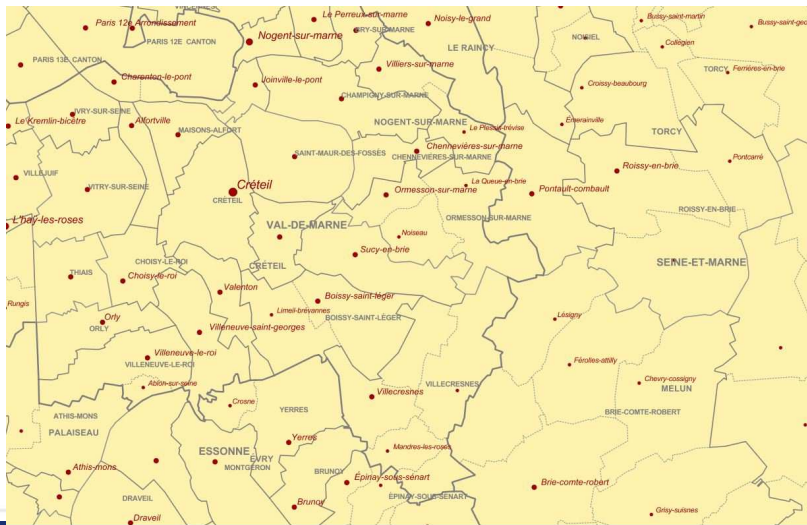 Paris 12e Arrondissement
PARIS 12E CANTON
Le Perreux-sur-marne
BRY-SUR-MARNE
Noisy-le-grand
Nogent-sur-marne
LE RAINCY
NOISIEL
Bussy-saint-martin
Collégien
Bussy-saint-geo
PARIS 13E CANTON
Charenton-le-pont
Joinville-le-pont
Villiers-sur-marne
Croissy-beaubourg
TORCY
Ferrières-en-brie
CHAMPIGNY-SUR-MARNE
IVRY-SUR-SEINE
Le Kremlin-bicêtre
Alfortville
MAISONS-ALFORT
NOGENT-SUR-MARNE
Le Plessis-trévise
Émerainville
TORCY
SAINT-MAUR-DES-FOSSÉS
Chennevières-sur-marne
CHENNEVIÈRES-SUR-MARNE
Pontcarré
VILLEJUIF
VITRY-SUR-SEINE
Roissy-en-brie
Créteil
CRÉTEIL
Ormesson-sur-marne
La Queue-en-brie
Pontault-combault
ROISSY-EN-BRIE
L'haÿ-les-roses
VAL-DE-MARNE
Noiseau
ORMESSON-SUR-MARNE
Sucy-en-brie
CHOISY-LE-ROI
CRÉTEIL
SEINE-ET-MARNE
THIAIS
Choisy-le-roi
Valenton
Boissy-saint-léger
Rungis
Limeil-brévannes
BOISSY-SAINT-LÉGER
Lésigny
Orly
ORLY
Villeneuve-saint-georges
Villeneuve-le-roi
VILLENEUVE-LE-ROI
Férolles-attilly
Ablon-sur-seine
Villecresnes
VILLECRESNES
Chevry-cossigny
MELUN
Crosne
YERRES
BRIE-COMTE-ROBERT
ATHIS-MONS
PALAISEAU
Yerres
Mandres-les-roses
ESSONNE
ÉVRY
MONTGERON
Athis-mons
BRUNOY
Épinay-sous-sénart
ÉPINAY-SOUS-SÉNART
Brie-comte-robert
DRAVEIL
Draveil
Brunoy
Grisy-suisnes